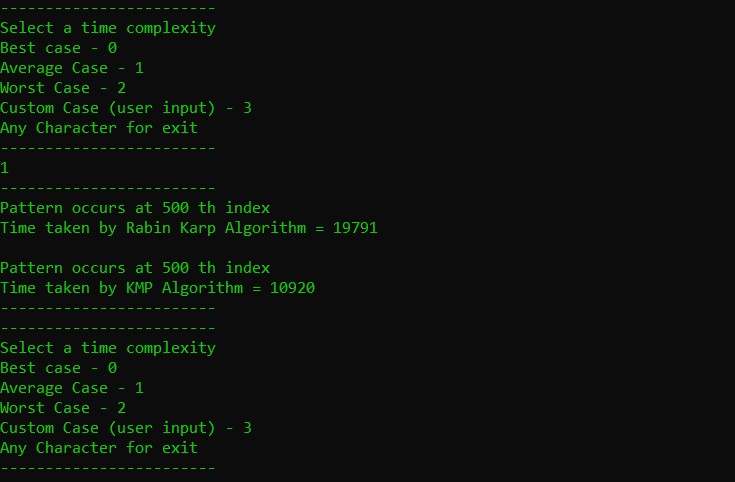 ------------------------
Select a time complexity
Best case - 0
Average Case - 1
Worst Case - 2
Custom Case (user input) - 3
Any Character for exit
------------------------
1
------------------------
Pattern occurs at 500 th index
Time taken by Rabin Karp Algorithm = 19791

Pattern occurs at 500 th index
Time taken by KMP Algorithm = 10920
------------------------
------------------------
Select a time complexity
Best case - 0
Average Case - 1
Worst Case - 2
Custom Case (user input) - 3
Any Character for exit
------------------------